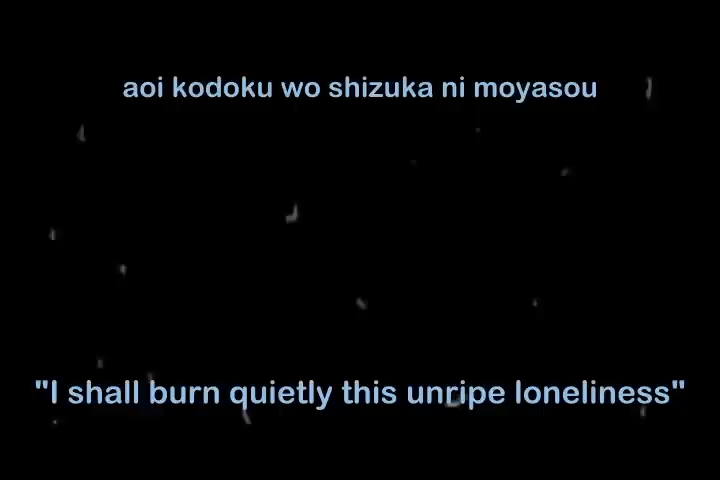 aoi kodoku wo shizuka ni moyasou
"I shall burn quietly this unripe loneliness"